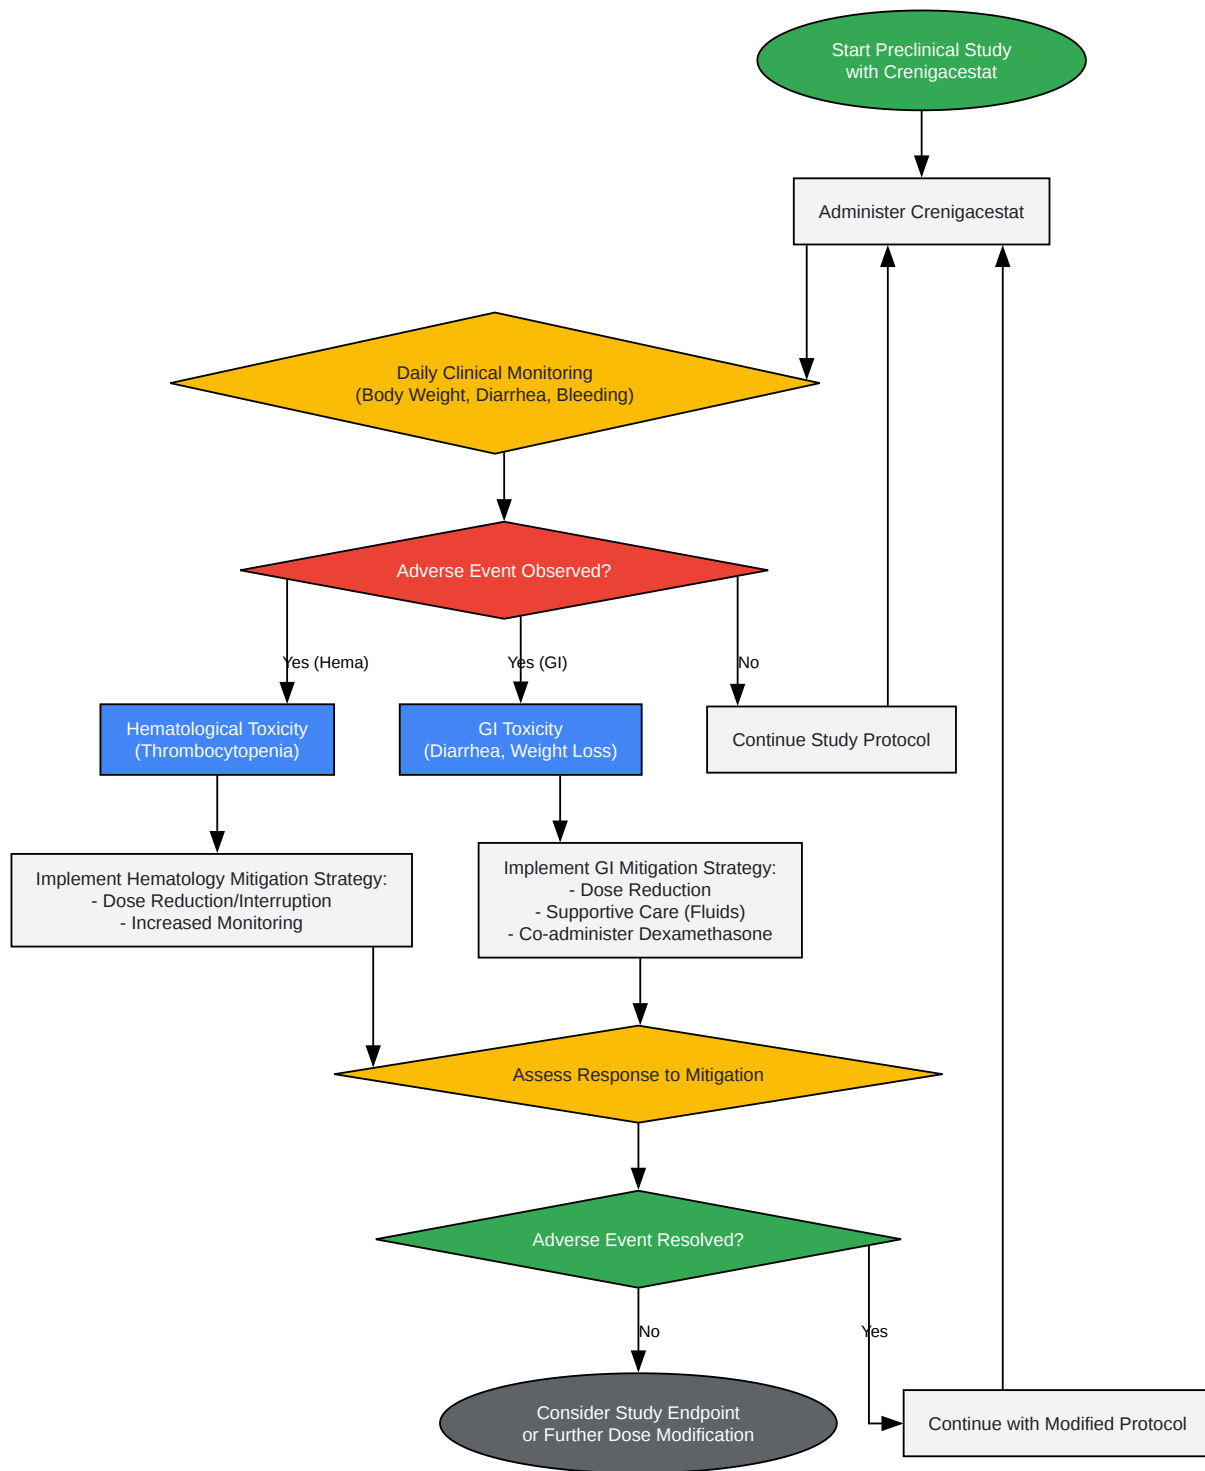 Start Preclinical Study
with Crenigacestat
Administer Crenigacestat
Daily Clinical Monitoring
(Body Weight, Diarrhea, Bleeding)
Adverse Event Observed?
Yes (Hema)
Yes (GI)
No
Hematological Toxicity
(Thrombocytopenia)
GI Toxicity
(Diarrhea, Weight Loss)
Continue Study Protocol
Implement Hematology Mitigation Strategy:
- Dose Reduction/Interruption
- Increased Monitoring
Implement GI Mitigation Strategy:
- Dose Reduction
- Supportive Care (Fluids)
- Co-administer Dexamethasone
Assess Response to Mitigation
Adverse Event Resolved?
No
Yes
Consider Study Endpoint
or Further Dose Modification
Continue with Modified Protocol